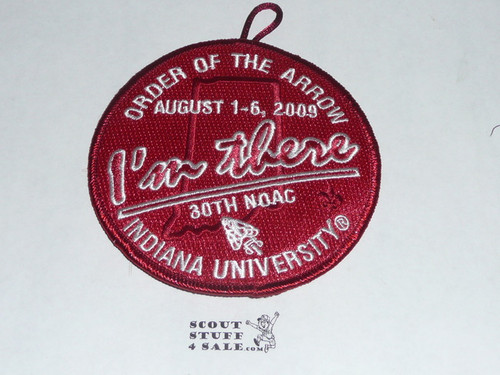 ORDER OF THE ARROW
AUGUST 1-6, 2009
I'm there
30TH NOAC
INDIANA UNIVERSITY®
SCOUT
STUFF
4 SALE.COM